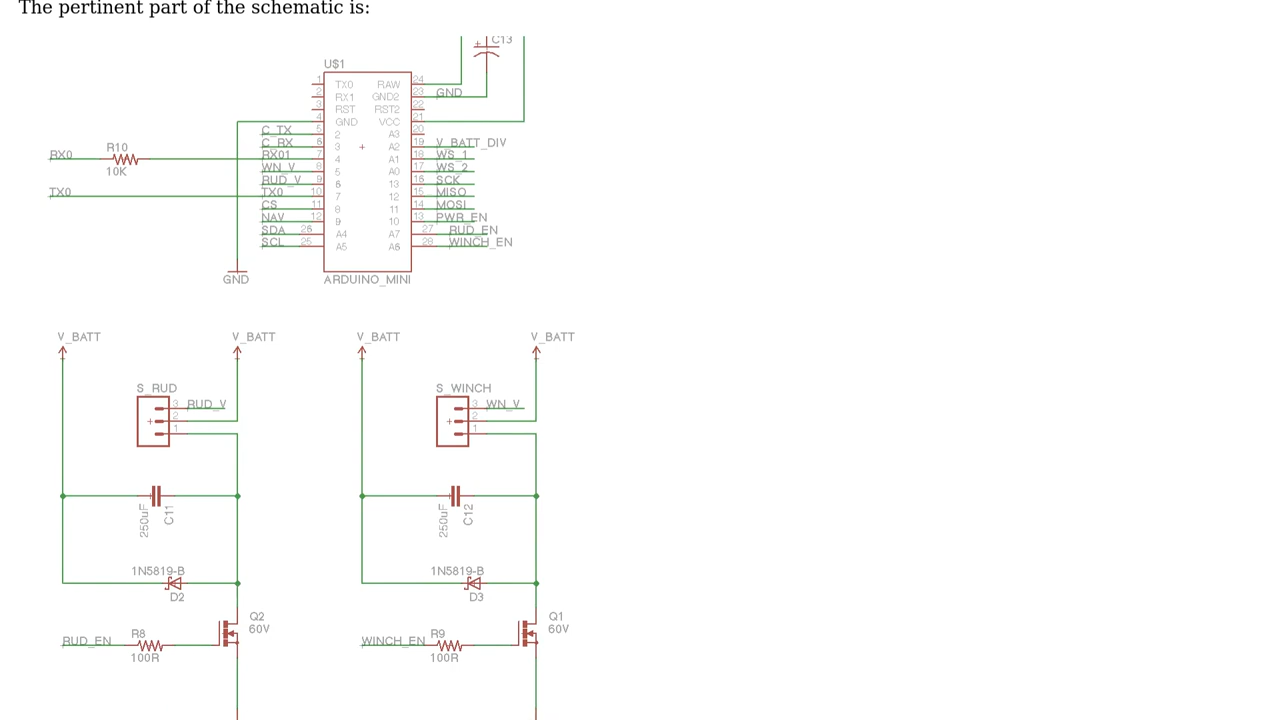 The pertinent part of the schematic is:
C13
U$1
1 TX0 RAW 24
2 RX1 GND2 23 GND
3 RST RST2 22
4 GND VCC 21
C_TX 5 2 A3 20
C_RX 6 3 A2 19 V_BATT_DIV
RX0 R10 10K RX01 7 4 A1 18 WS_1
WN_V 8 5 A0 17 WS_2
RUD_V 9 6 13 16 SCK
TX0 TX0 10 7 12 15 MISO
CS 11 8 11 14 MOSI
NAV 12 9 10 13 PWR_EN
SDA 26 A4 A7 27 RUD_EN
SCL 25 A5 A6 28 WINCH_EN
GND ARDUINO_MINI
V_BATT V_BATT V_BATT V_BATT
S_RUD S_WINCH
3 RUD_V 3 WN_V
2 2
1 1
250uF C11 250uF C12
1N5819-B 1N5819-B
D2 D3
Q2 Q1
60V 60V
RUD_EN R8 WINCH_EN R9
100R 100R